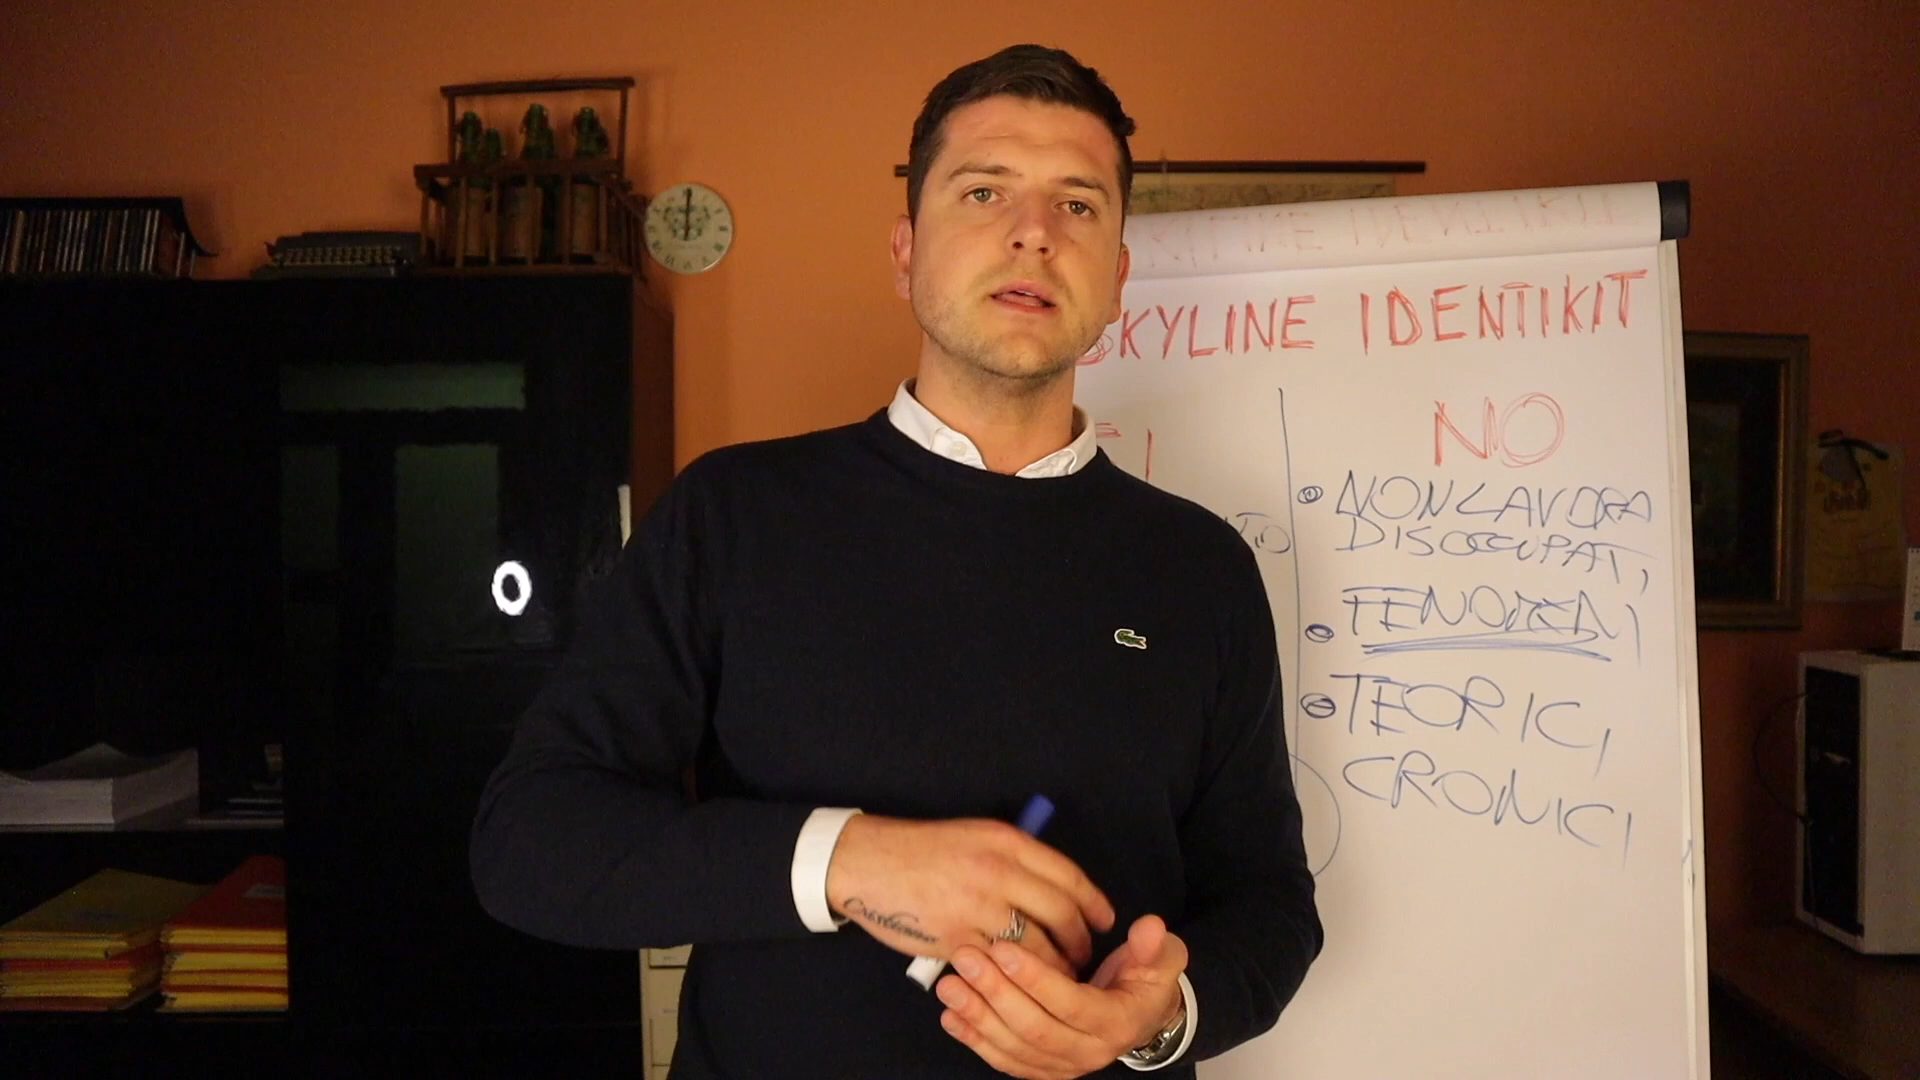 SKYLINE IDENTIKIT
NO
NON LAVORA
DISOCCUPATI
FENOMENI
TEORICI
CRONICI